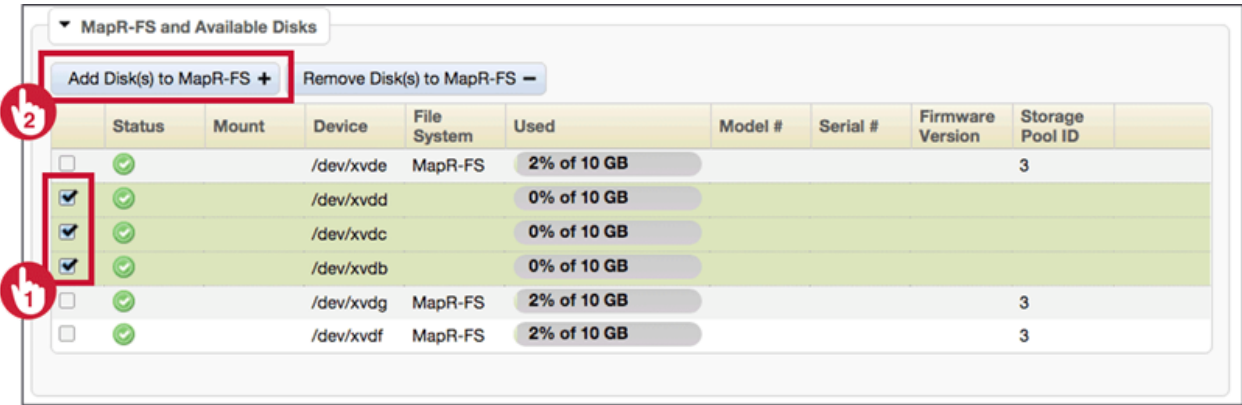 MapR-FS and Available Disks
Add Disk(s) to MapR-FS + Remove Disk(s) to MapR-FS −
2
Status Mount Device File System Used Model # Serial # Firmware Version Storage Pool ID
/dev/xvde MapR-FS 2% of 10 GB 3
/dev/xvdd 0% of 10 GB
/dev/xvdc 0% of 10 GB
/dev/xvdb 0% of 10 GB
1
/dev/xvdg MapR-FS 2% of 10 GB 3
/dev/xvdf MapR-FS 2% of 10 GB 3